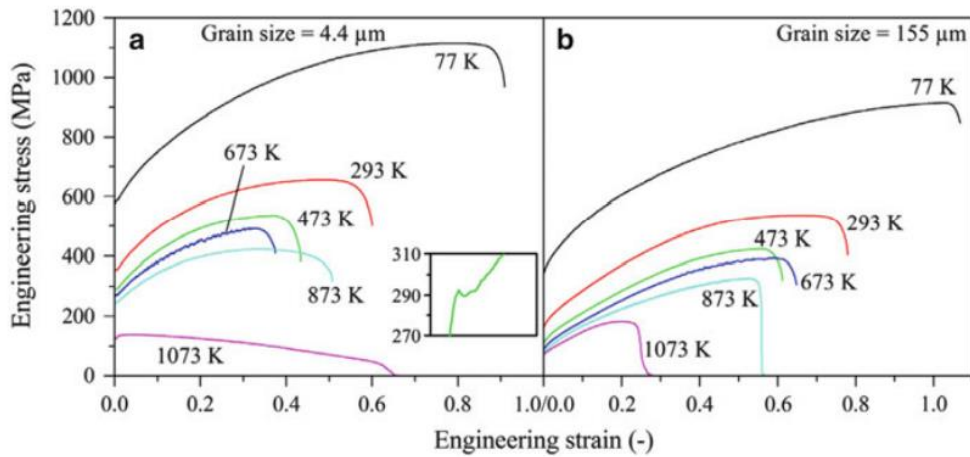 1200
1000
800
600
400
200
0
Engineering stress (MPa)
a
Grain size = 4.4 µm
77 K
673 K
293 K
473 K
873 K
1073 K
310
290
270
b
Grain size = 155 µm
77 K
293 K
473 K
673 K
873 K
1073 K
0.0 0.2 0.4 0.6 0.8 1.0/0.0 0.2 0.4 0.6 0.8 1.0
Engineering strain (-)